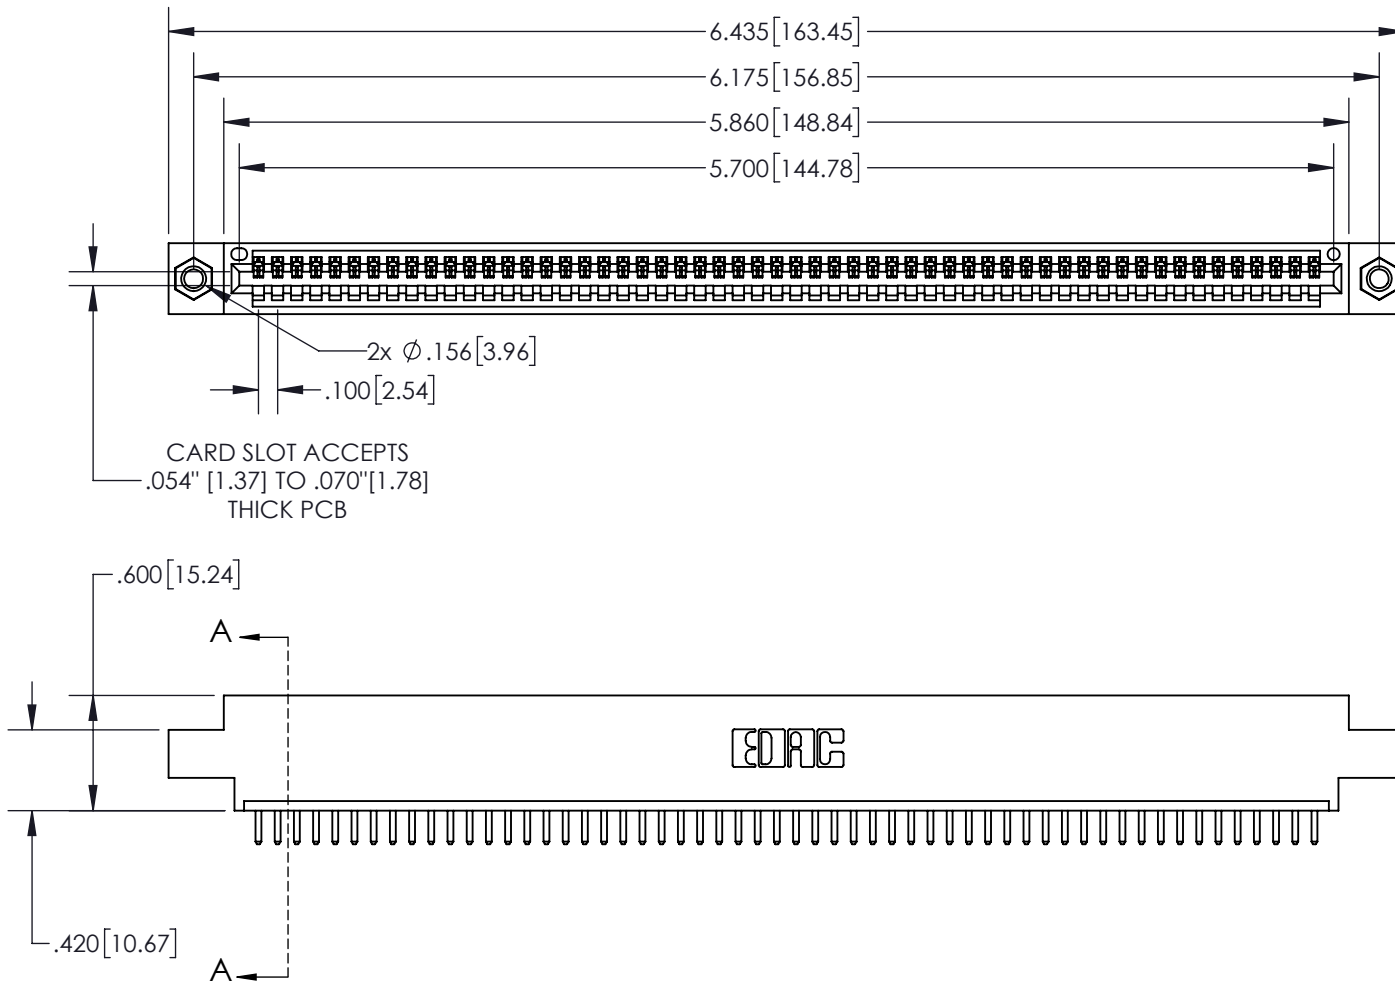 6.435[163.45]
6.175[156.85]
5.860[148.84]
5.700[144.78]
2x Ø.156[3.96]
.100[2.54]
CARD SLOT ACCEPTS
.054" [1.37] TO .070"[1.78]
THICK PCB
.600[15.24]
A
EDAC
.420[10.67]
A